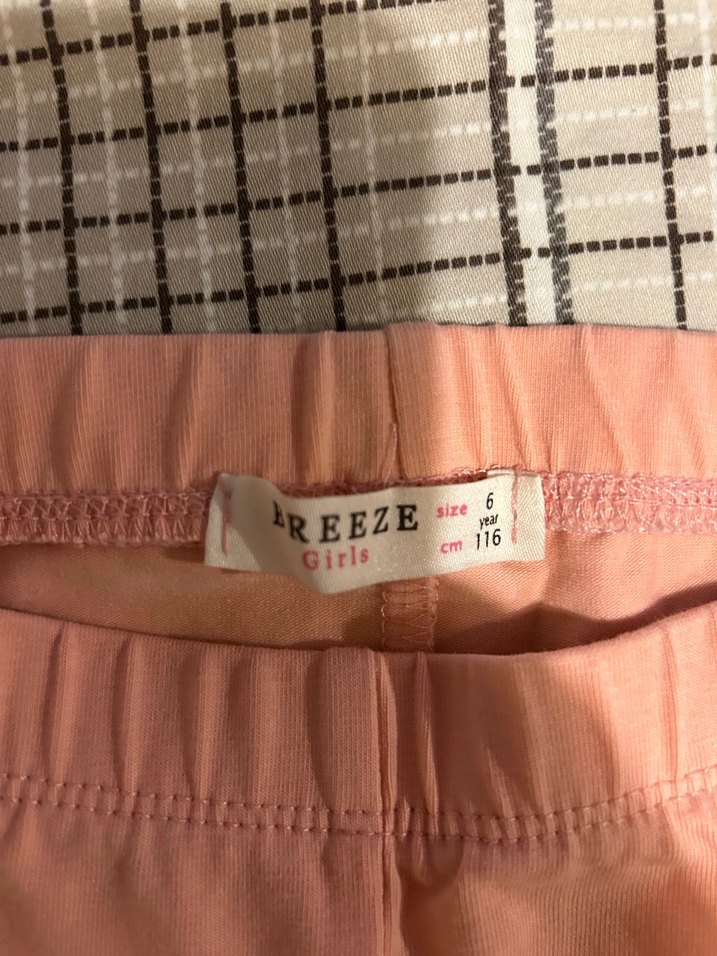 BREEZE
Girls
size 6
year
cm 116